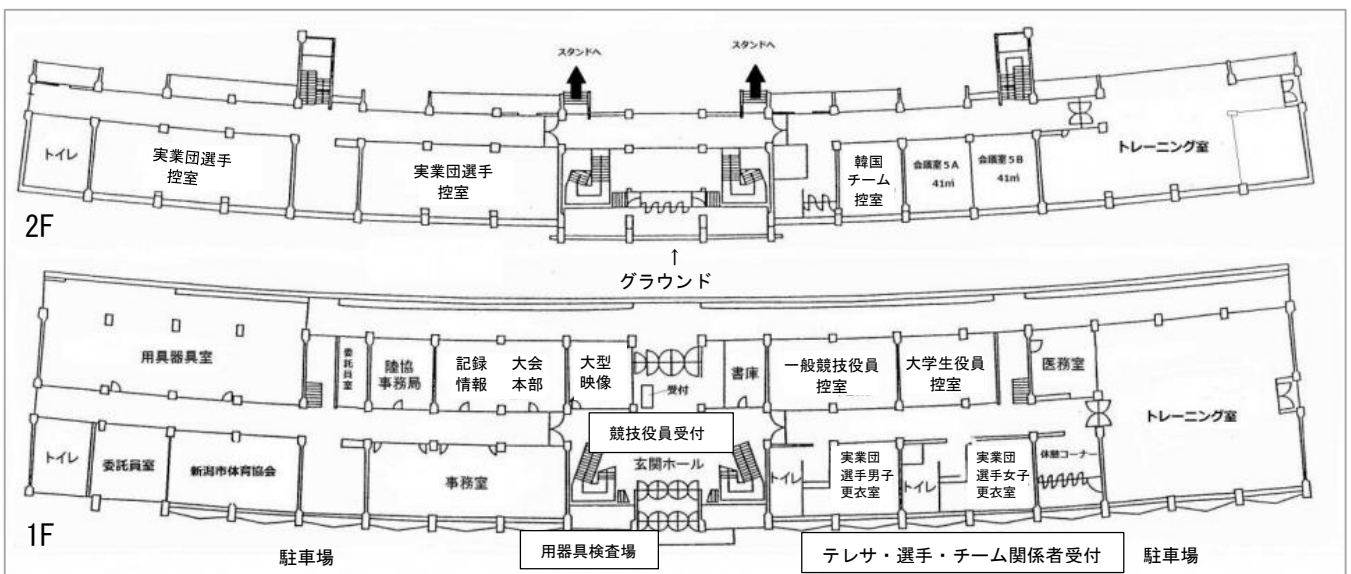 スタンドへ
スタンドへ
トイレ
実業団選手
控室
実業団選手
控室
韓国
チーム
控室
会議室5A
41㎡
会議室5B
41㎡
トレーニング室
2F
↑
グラウンド
用具器具室
委託員室
陸協
事務局
記録
情報
大会
本部
大型
映像
受付
書庫
一般競技役員
控室
大学生役員
控室
医務室
トレーニング室
競技役員受付
トイレ
委託員室
新潟市体育協会
事務室
玄関ホール
トイレ
実業団
選手男子
更衣室
トイレ
実業団
選手女子
更衣室
休憩コーナー
1F
駐車場
用器具検査場
テレサ・選手・チーム関係者受付
駐車場